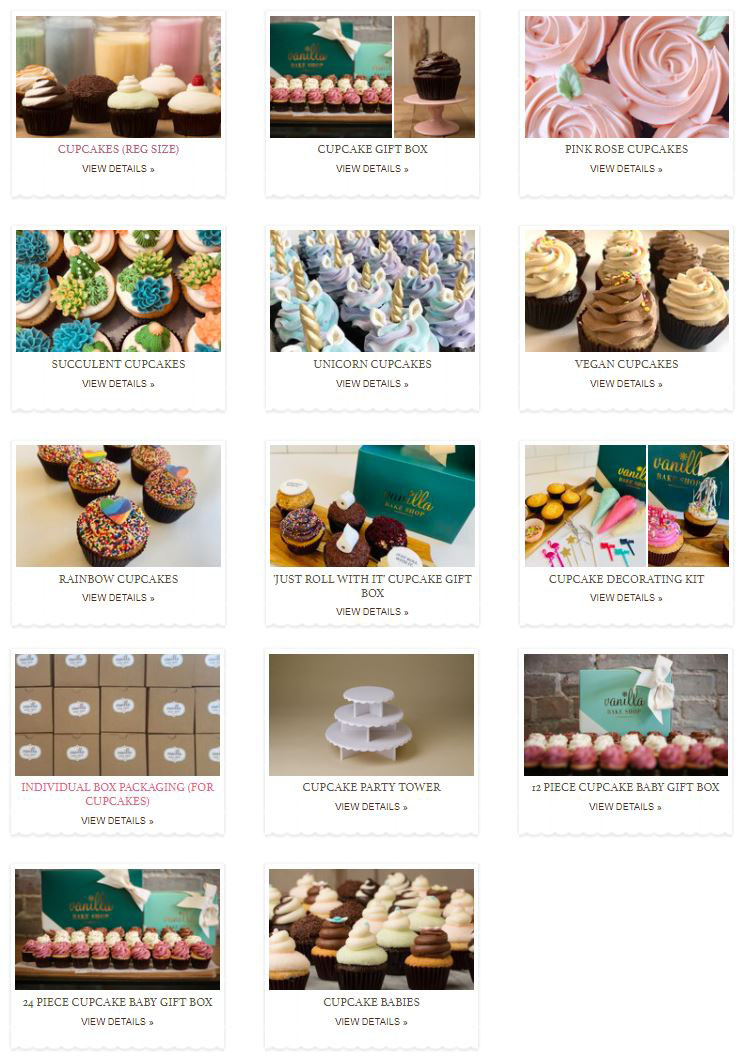 vanilla
BAKE SHOP
CUPCAKES (REG SIZE)
VIEW DETAILS »
CUPCAKE GIFT BOX
VIEW DETAILS »
PINK ROSE CUPCAKES
VIEW DETAILS »
SUCCULENT CUPCAKES
VIEW DETAILS »
UNICORN CUPCAKES
VIEW DETAILS »
VEGAN CUPCAKES
VIEW DETAILS »
vanilla
BAKE SHOP
vanilla
BAKE SHOP
vanilla
BAKE SHOP
RAINBOW CUPCAKES
VIEW DETAILS »
'JUST ROLL WITH IT' CUPCAKE GIFT
BOX
VIEW DETAILS »
CUPCAKE DECORATING KIT
VIEW DETAILS »
vanilla
BAKE SHOP
INDIVIDUAL BOX PACKAGING (FOR
CUPCAKES)
VIEW DETAILS »
CUPCAKE PARTY TOWER
VIEW DETAILS »
12 PIECE CUPCAKE BABY GIFT BOX
VIEW DETAILS »
vanilla
BAKE SHOP
24 PIECE CUPCAKE BABY GIFT BOX
VIEW DETAILS »
CUPCAKE BABIES
VIEW DETAILS »